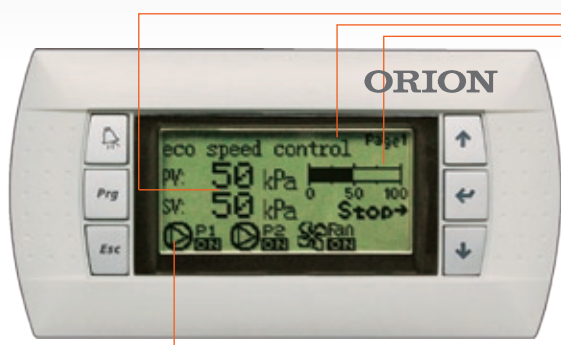 ORION
Page1
eco speed control
PV: 50 kPa
0 50 100
SV: 50 kPa Stop→
P1 ON P2 ON Fan ON
Prg
Esc